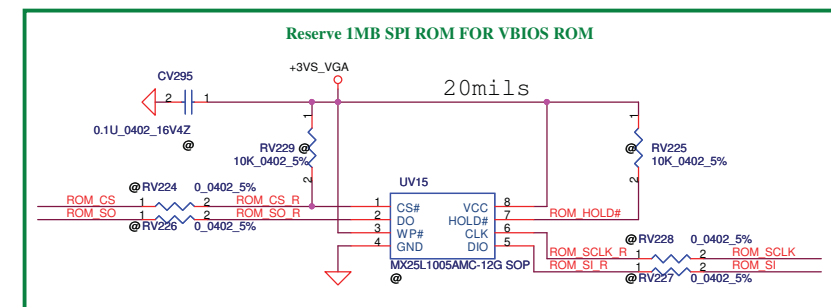 Reserve 1MB SPI ROM FOR VBIOS ROM
+3VS_VGA
CV295
2 1
20mils
0.1U_0402_16V4Z
@
1
RV229
@
10K_0402_5%
2
1
RV225
@
10K_0402_5%
2
UV15
@RV224 0_0402_5%
ROM_CS 1 2 ROM_CS_R 1 CS# VCC 8
ROM_SO 1 2 ROM_SO_R 2 DO HOLD# 7 ROM_HOLD#
@RV226 0_0402_5%
3 WP# CLK 6
4 GND DIO 5
MX25L1005AMC-12G SOP
@
@RV228 0_0402_5%
ROM_SCLK_R 1 2 ROM_SCLK
ROM_SI_R 1 2 ROM_SI
@RV227 0_0402_5%